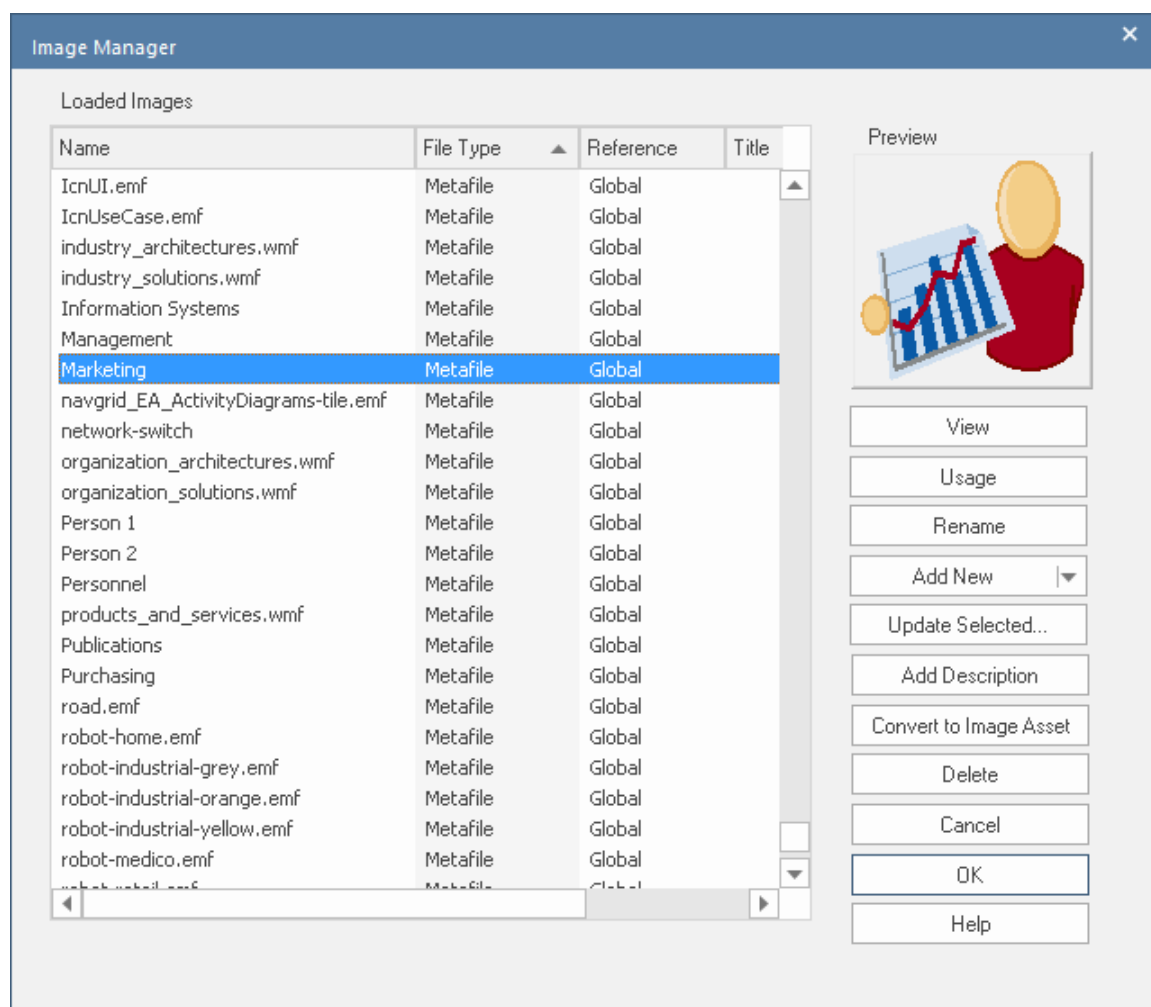 Image Manager
Loaded Images
Name File Type Reference Title
IcnUI.emf Metafile Global
IcnUseCase.emf Metafile Global
industry_architectures.wmf Metafile Global
industry_solutions.wmf Metafile Global
Information Systems Metafile Global
Management Metafile Global
Marketing Metafile Global
navgrid_EA_ActivityDiagrams-tile.emf Metafile Global
network-switch Metafile Global
organization_architectures.wmf Metafile Global
organization_solutions.wmf Metafile Global
Person 1 Metafile Global
Person 2 Metafile Global
Personnel Metafile Global
products_and_services.wmf Metafile Global
Publications Metafile Global
Purchasing Metafile Global
road.emf Metafile Global
robot-home.emf Metafile Global
robot-industrial-grey.emf Metafile Global
robot-industrial-orange.emf Metafile Global
robot-industrial-yellow.emf Metafile Global
robot-medico.emf Metafile Global
Preview
View
Usage
Rename
Add New
Update Selected...
Add Description
Convert to Image Asset
Delete
Cancel
OK
Help